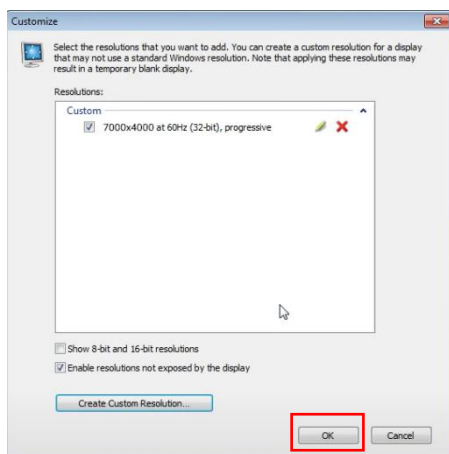 Customize
Select the resolutions that you want to add. You can create a custom resolution for a display
that may not use a standard Windows resolution. Note that applying these resolutions may
result in a temporary blank display.
Resolutions:
Custom
7000x4000 at 60Hz (32-bit), progressive
Show 8-bit and 16-bit resolutions
Enable resolutions not exposed by the display
Create Custom Resolution...
OK Cancel